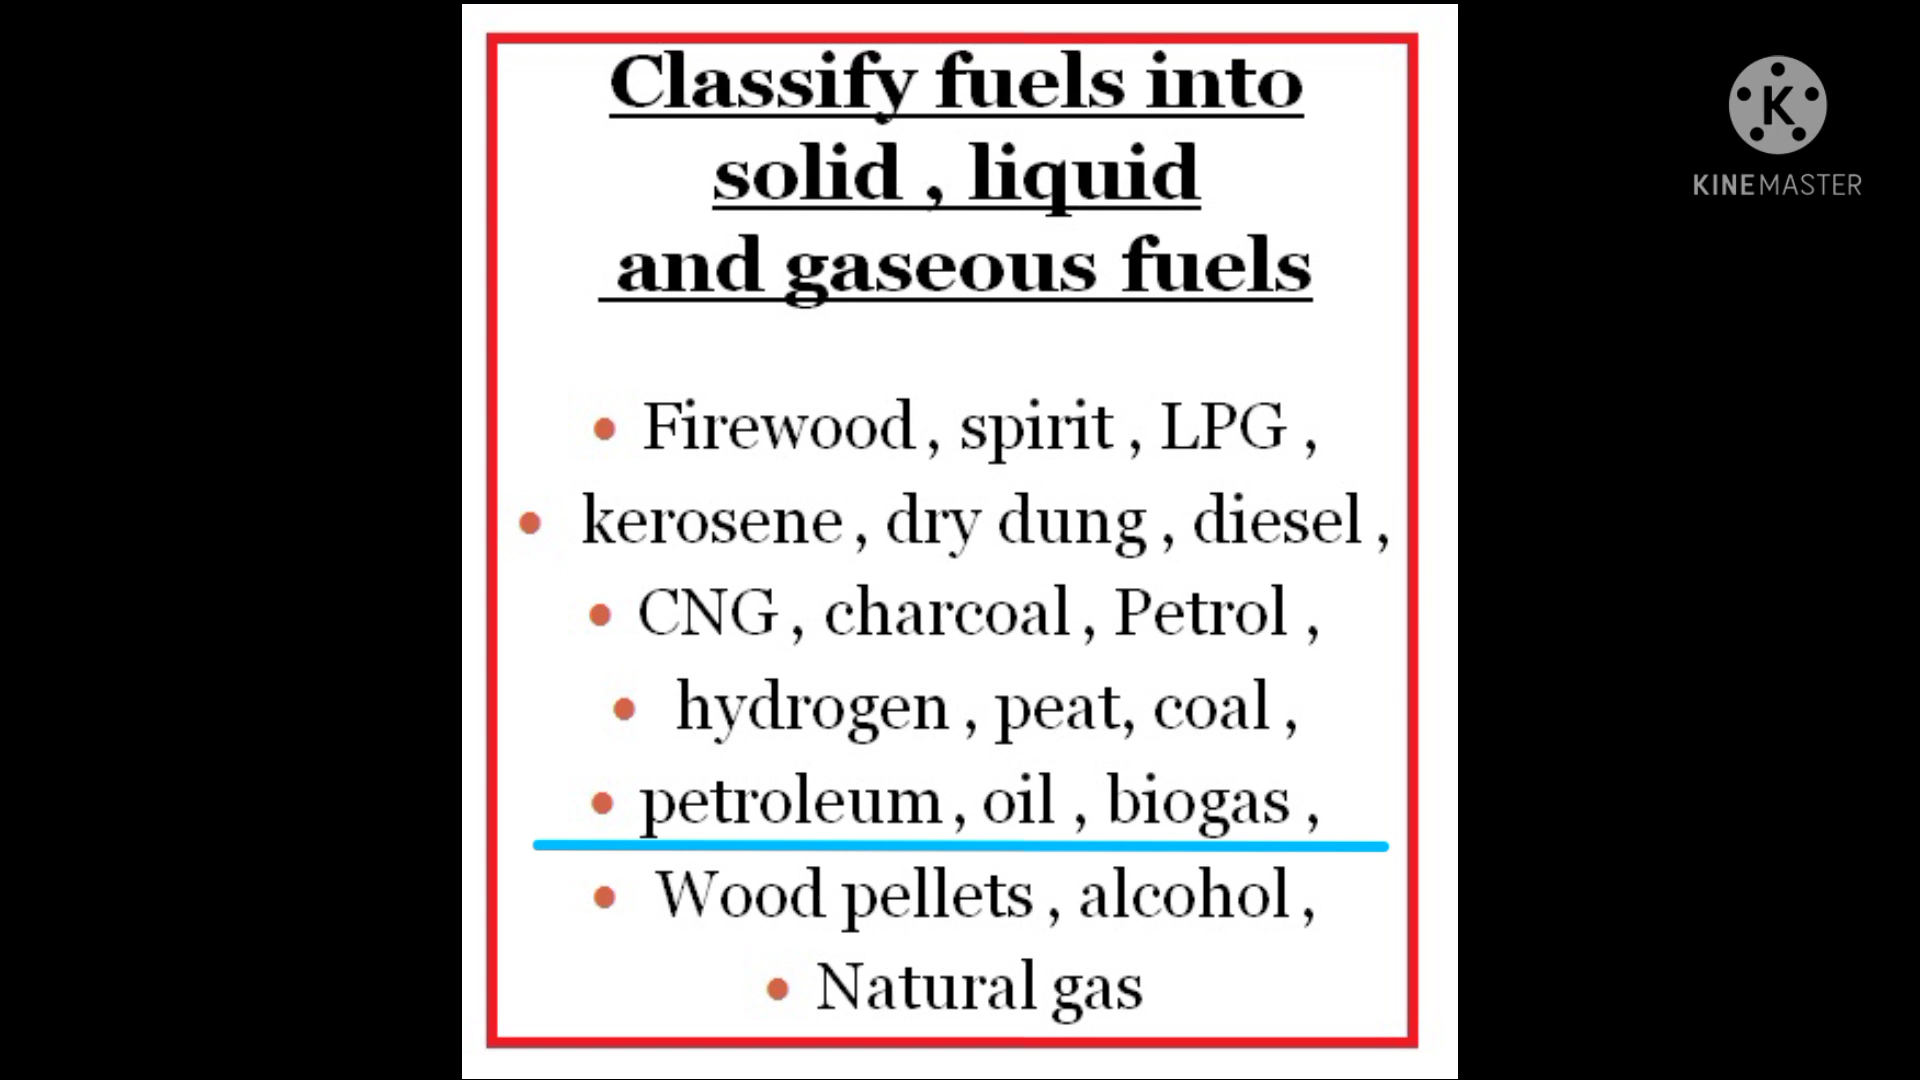 Classify fuels into
solid , liquid
and gaseous fuels
• Firewood , spirit , LPG ,
• kerosene , dry dung , diesel ,
• CNG , charcoal , Petrol ,
• hydrogen , peat, coal ,
• petroleum , oil , biogas ,
• Wood pellets , alcohol ,
• Natural gas
K
KINEMASTER